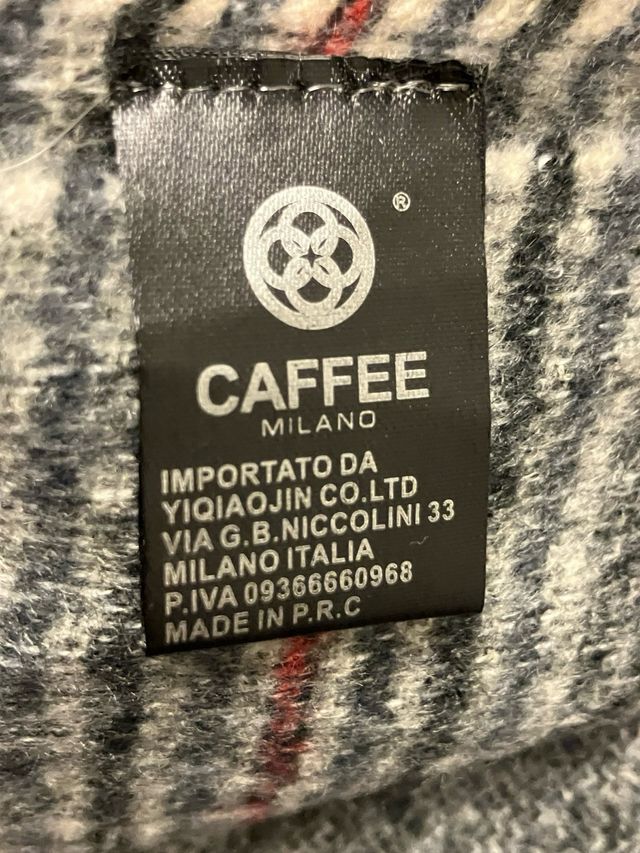 ®
CAFFEE
MILANO
IMPORTATO DA
YIQIAOJIN CO.LTD
VIA G.B.NICCOLINI 33
MILANO ITALIA
P.IVA 09366660968
MADE IN P.R.C